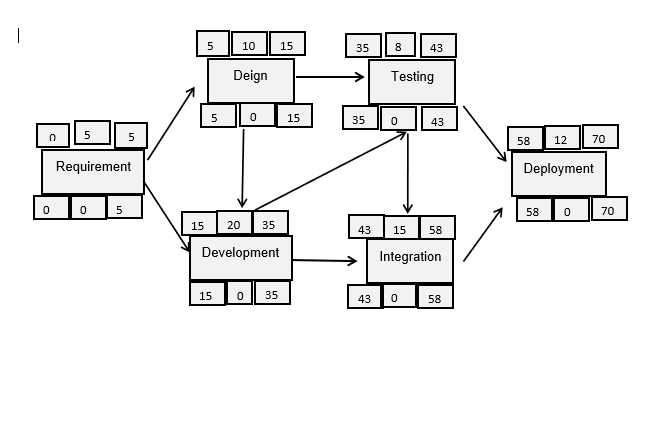 5 10 15
Deign
5 0 15
35 8 43
Testing
35 0 43
0 5 5
Requirement
0 0 5
58 12 70
Deployment
58 0 70
15 20 35
Development
15 0 35
43 15 58
Integration
43 0 58